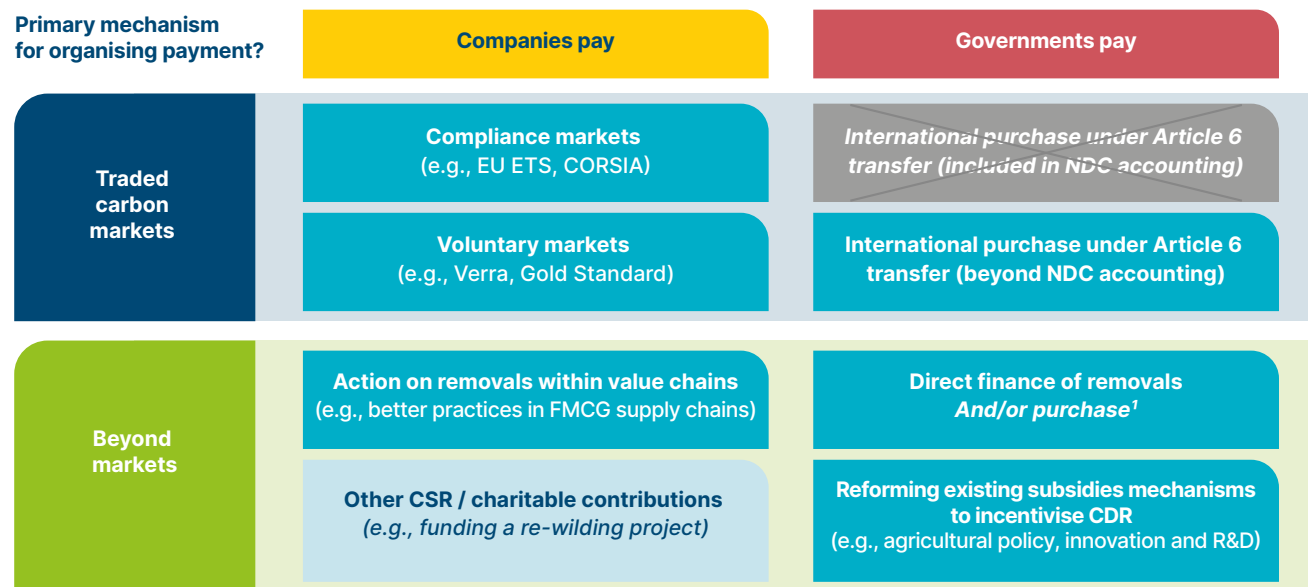 Primary mechanism
for organising payment?
Companies pay
Governments pay
Traded
carbon
markets
Compliance markets
(e.g., EU ETS, CORSIA)
International purchase under Article 6
transfer (included in NDC accounting)
Voluntary markets
(e.g., Verra, Gold Standard)
International purchase under Article 6
transfer (beyond NDC accounting)
Beyond
markets
Action on removals within value chains
(e.g., better practices in FMCG supply chains)
Direct finance of removals
And/or purchase¹
Other CSR / charitable contributions
(e.g., funding a re-wilding project)
Reforming existing subsidies mechanisms
to incentivise CDR
(e.g., agricultural policy, innovation and R&D)